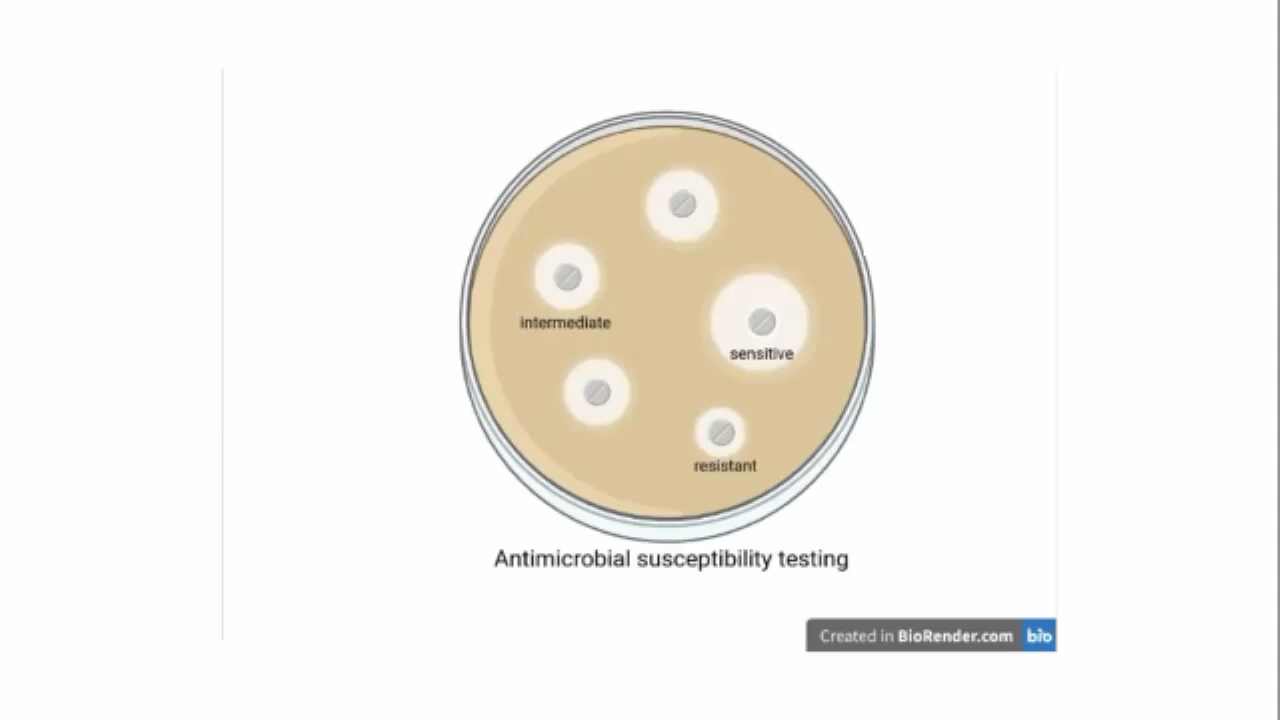 intermediate
sensitive
resistant
Antimicrobial susceptibility testing
Created in BioRender.com bio